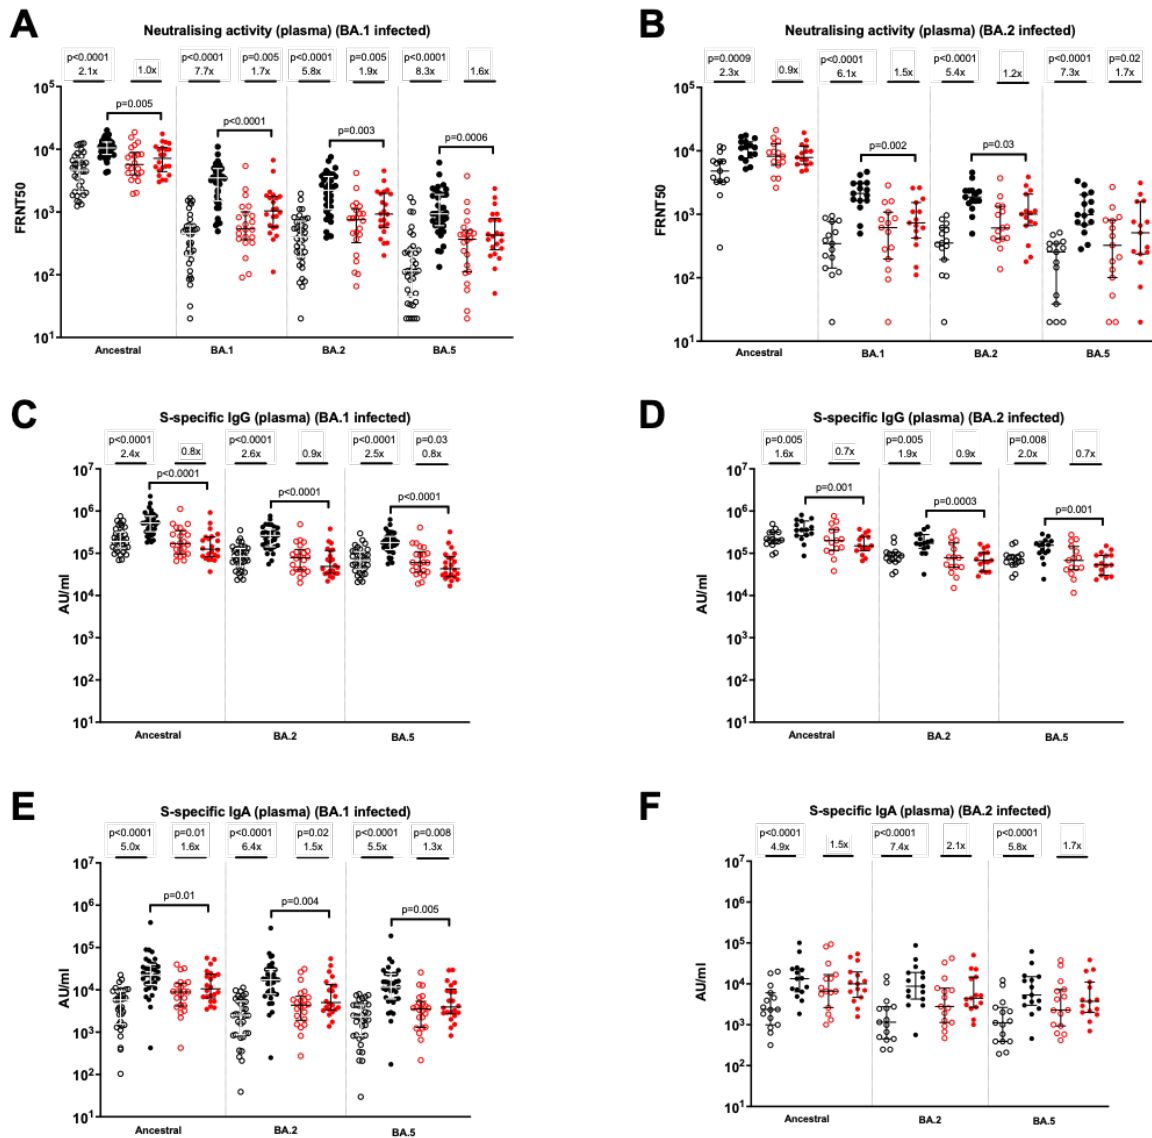 A
Neutralising activity (plasma) (BA.1 infected)
p<0.0001 p<0.0001 p=0.005 p<0.0001 p=0.005 p<0.0001
2.1x 1.0x 7.7x 1.7x 5.8x 1.9x 8.3x 1.6x
p=0.005 p<0.0001 p=0.003 p=0.0006
FRNT50
10⁵
10⁴
10³
10²
10¹
Ancestral BA.1 BA.2 BA.5
B
Neutralising activity (plasma) (BA.2 infected)
p=0.0009 p<0.0001 p<0.0001 p<0.0001 p=0.02
2.3x 0.9x 6.1x 1.5x 5.4x 1.2x 7.3x 1.7x
p=0.002 p=0.03
FRNT50
10⁵
10⁴
10³
10²
10¹
Ancestral BA.1 BA.2 BA.5
C
S-specific IgG (plasma) (BA.1 infected)
p<0.0001 p<0.0001 p<0.0001 p=0.03
2.4x 0.8x 2.6x 0.9x 2.5x 0.8x
p<0.0001 p<0.0001 p<0.0001
AU/ml
10⁷
10⁶
10⁵
10⁴
10³
10²
10¹
Ancestral BA.2 BA.5
D
S-specific IgG (plasma) (BA.2 infected)
p=0.005 p=0.005 p=0.008
1.6x 0.7x 1.9x 0.9x 2.0x 0.7x
p=0.001 p=0.0003 p=0.001
AU/ml
10⁷
10⁶
10⁵
10⁴
10³
10²
10¹
Ancestral BA.2 BA.5
E
S-specific IgA (plasma) (BA.1 infected)
p<0.0001 p=0.01 p<0.0001 p=0.02 p<0.0001 p=0.008
5.0x 1.6x 6.4x 1.5x 5.5x 1.3x
p=0.01 p=0.004 p=0.005
AU/ml
10⁷
10⁶
10⁵
10⁴
10³
10²
10¹
Ancestral BA.2 BA.5
F
S-specific IgA (plasma) (BA.2 infected)
p<0.0001 p<0.0001 p<0.0001
4.9x 1.5x 7.4x 2.1x 5.8x 1.7x
AU/ml
10⁷
10⁶
10⁵
10⁴
10³
10²
10¹
Ancestral BA.2 BA.5